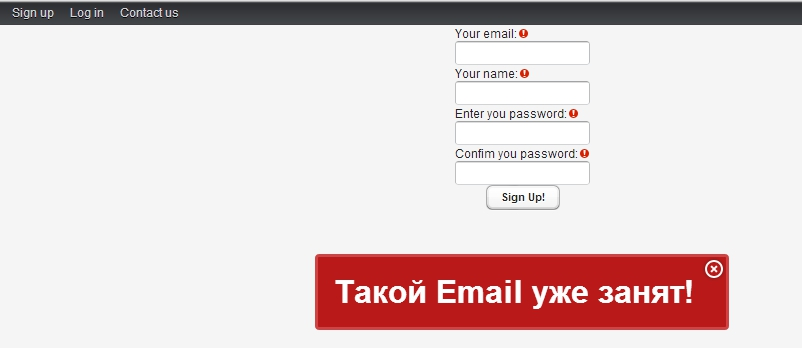 Sign up Log in Contact us
Your email:
Your name:
Enter you password:
Confim you password:
Sign Up!
Такой Email уже занят!